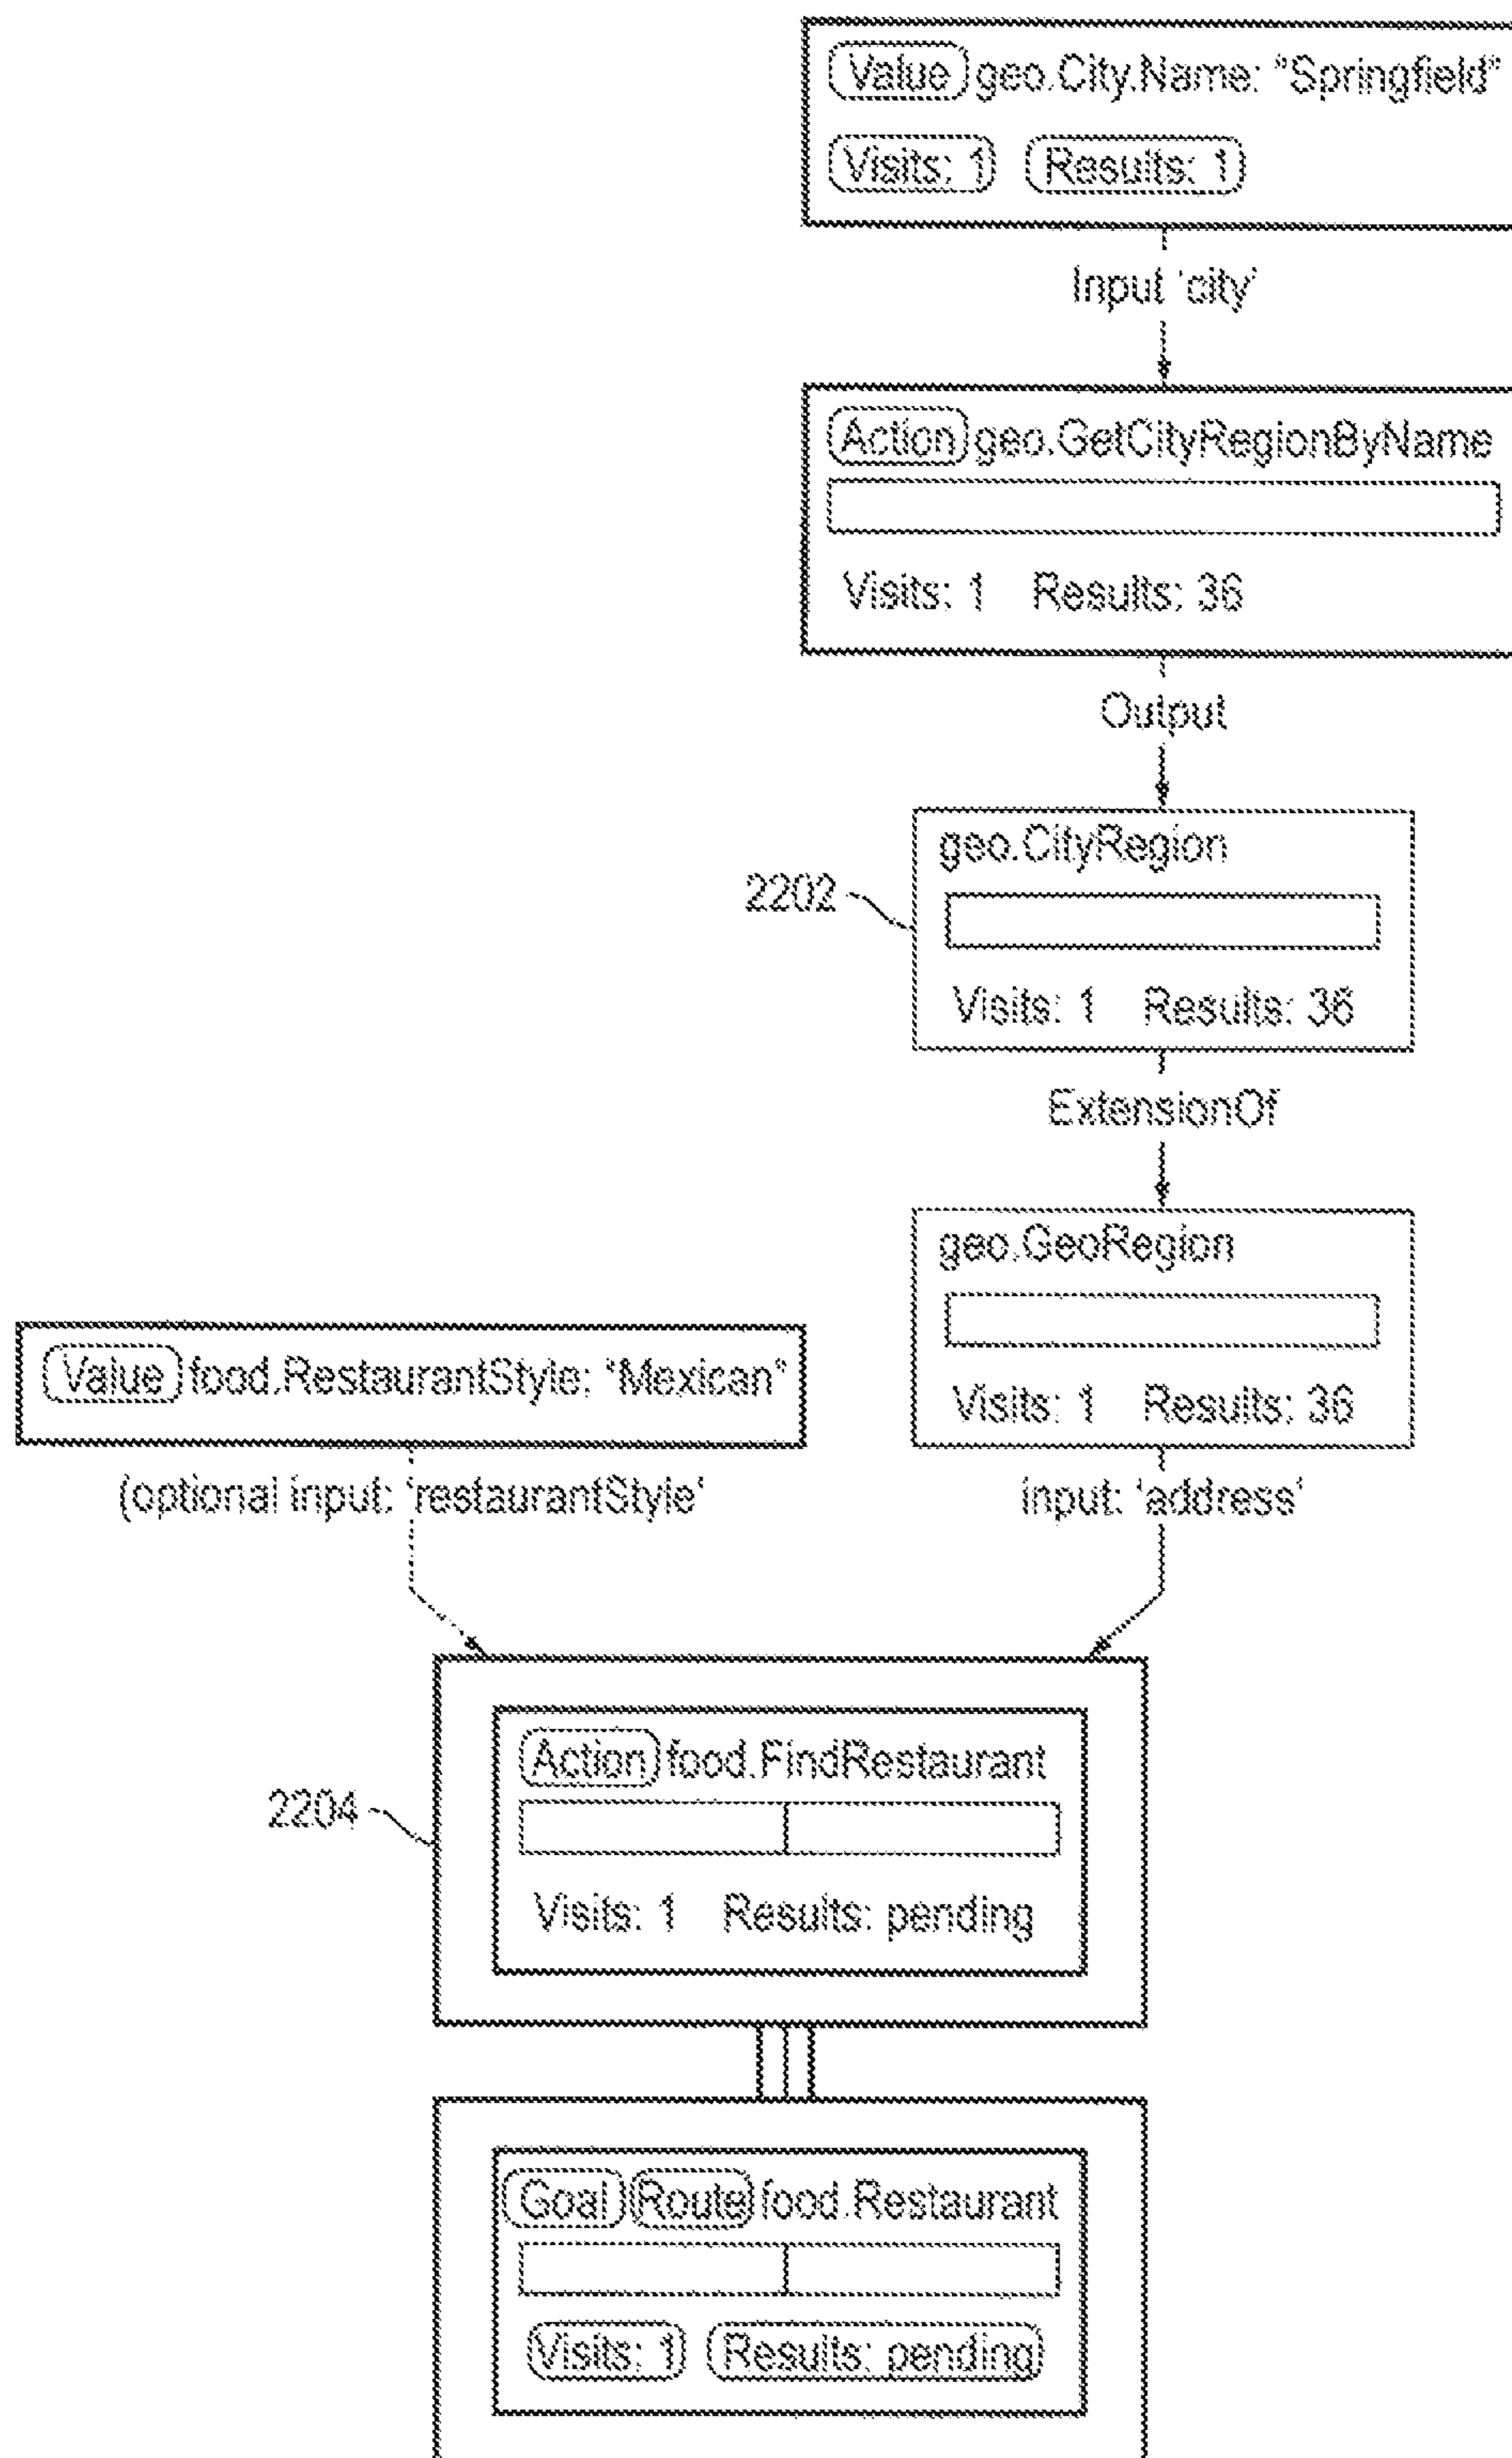 Value geo.City.Name: "Springfield"
Visits: 1 Results: 1
Input 'city'
Action geo.GetCityRegionByName
Visits: 1 Results: 36
Output
geo.CityRegion
2202
Visits: 1 Results: 36
ExtensionOf
geo.GeoRegion
Visits: 1 Results: 36
Value food.RestaurantStyle: "Mexican"
(optional input: 'restaurantStyle'
input: 'address'
Action food.FindRestaurant
2204
Visits: 1 Results: pending
Goal Route food.Restaurant
Visits: 1 Results: pending